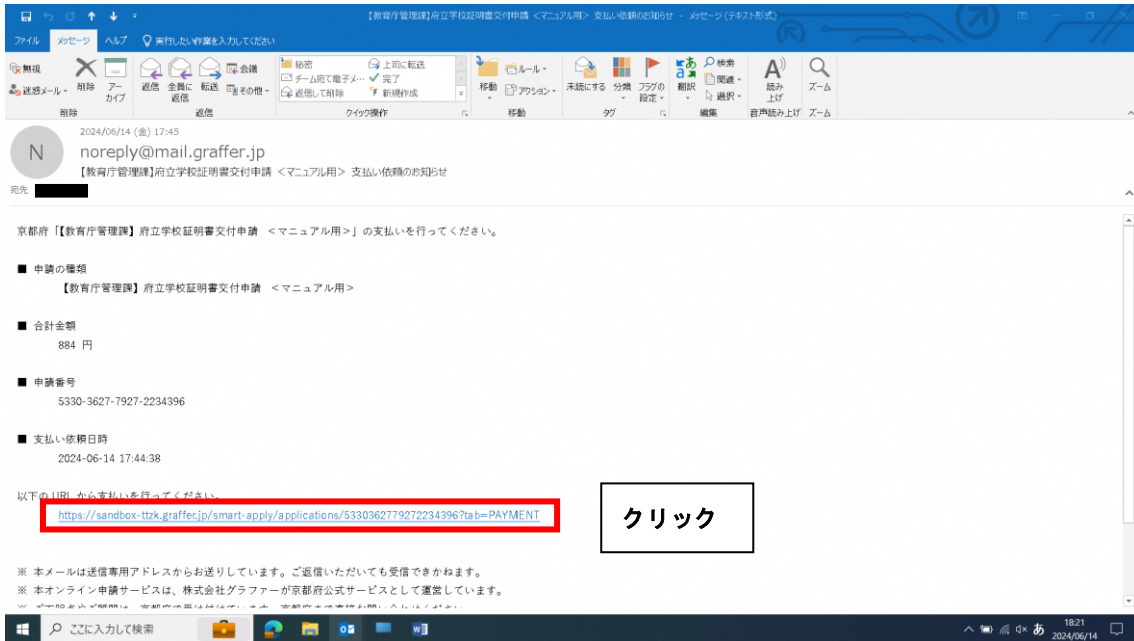 【教育庁管理課】府立学校証明書交付申請 <マニュアル用> 支払い依頼のお知らせ - メッセージ (テキスト形式)
ファイル メッセージ ヘルプ 実行したい作業を入力してください
無視
迷惑メール
削除
アーカイブ
返信
全員に返信
転送
会議
その他
秘密
チーム宛て電子メ…
返信して削除
上司に転送
完了
新規作成
移動
ルール
アクション
未読にする
分類
フラグの設定
翻訳
検索
関連
選択
読み上げ
ズーム
削除 返信 クイック操作 移動 タグ 編集 音声読み上げ ズーム
2024/06/14 (金) 17:45
N
noreply@mail.graffer.jp
【教育庁管理課】府立学校証明書交付申請 <マニュアル用> 支払い依頼のお知らせ
宛先
京都府「【教育庁管理課】府立学校証明書交付申請 <マニュアル用>」の支払いを行ってください。
■ 申請の種類
【教育庁管理課】府立学校証明書交付申請 <マニュアル用>
■ 合計金額
884 円
■ 申請番号
5330-3627-7927-2234396
■ 支払い依頼日時
2024-06-14 17:44:38
以下の URL から支払いを行ってください。
https://sandbox-ttzk.graffer.jp/smart-apply/applications/5330362779272234396?tab=PAYMENT
クリック
※ 本メールは送信専用アドレスからお送りしています。ご返信いただいても受信できかねます。
※ 本オンライン申請サービスは、株式会社グラファーが京都府公式サービスとして運営しています。
ここに入力して検索
あ
18:21
2024/06/14